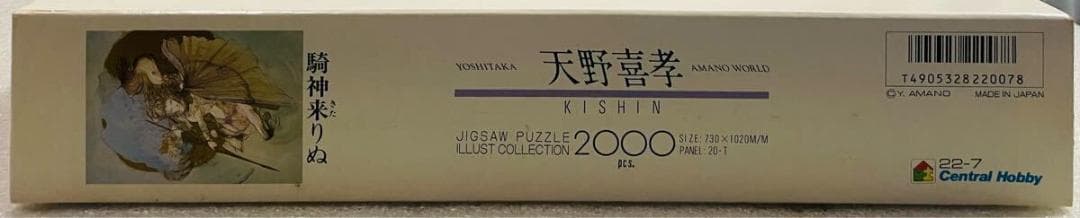 騎神来りぬ
きた
YOSHITAKA 天野喜孝 AMANO WORLD
KISHIN
JIGSAW PUZZLE
ILLUST COLLECTION
2000
pcs.
SIZE: 730×1020M/M
PANEL: 20-T
T4905328220078
©Y. AMANO MADE IN JAPAN
22-7
Central Hobby